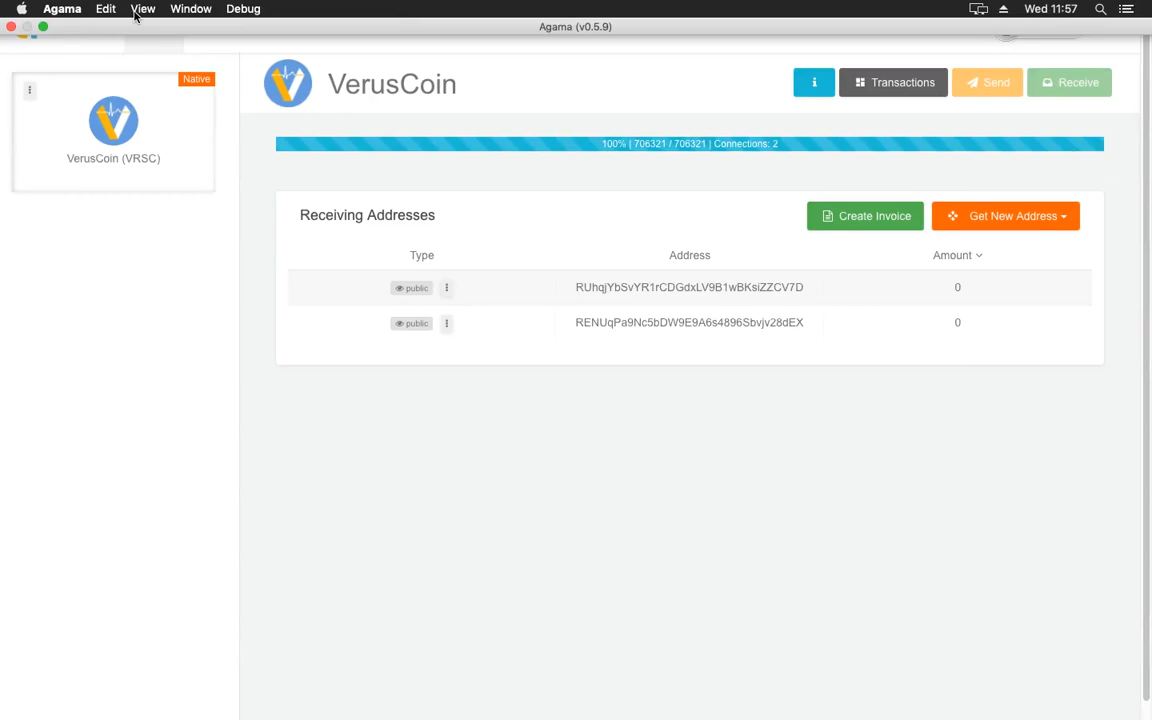 Agama Edit View Window Debug Wed 11:57
Agama (v0.5.9)
Native
VerusCoin (VRSC)
VerusCoin
i Transactions Send Receive
100% | 706321 / 706321 | Connections: 2
Receiving Addresses
Create Invoice Get New Address
Type Address Amount
public RUhqjYbSvYR1rCDGdxLV9B1wBKsiZZCV7D 0
public RENUqPa9Nc5bDW9E9A6s4896Sbvjv28dEX 0